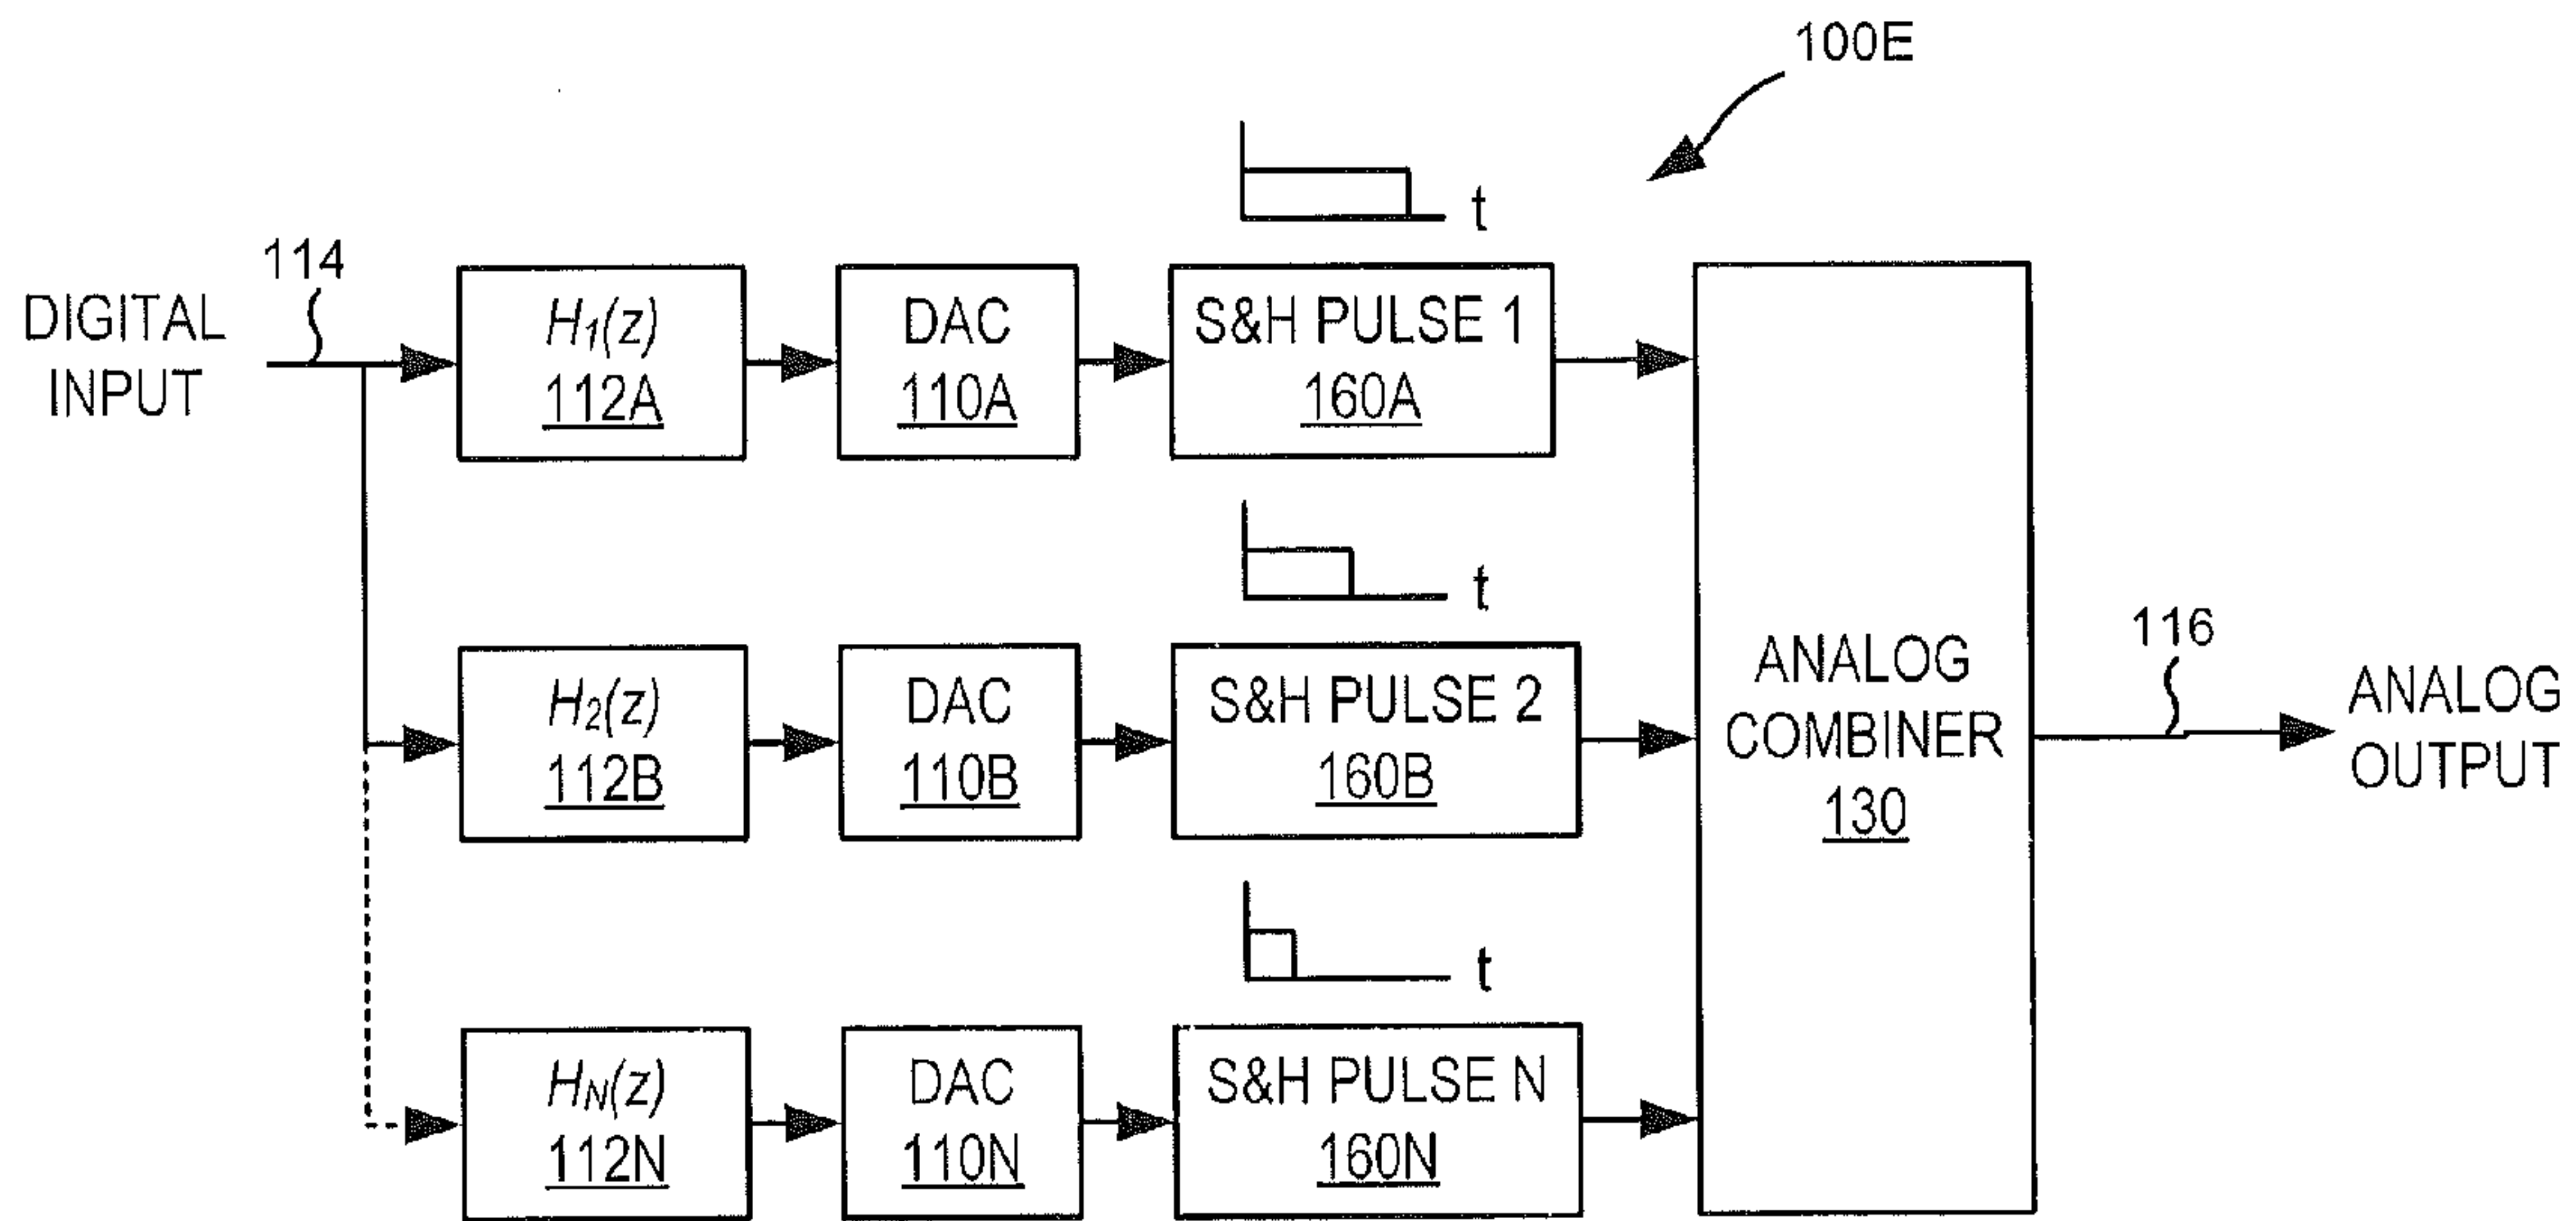 100E
t
114
DIGITAL
INPUT
H1(z)
112A
DAC
110A
S&H PULSE 1
160A
t
H2(z)
112B
DAC
110B
S&H PULSE 2
160B
ANALOG
COMBINER
130
116
ANALOG
OUTPUT
t
HN(z)
112N
DAC
110N
S&H PULSE N
160N